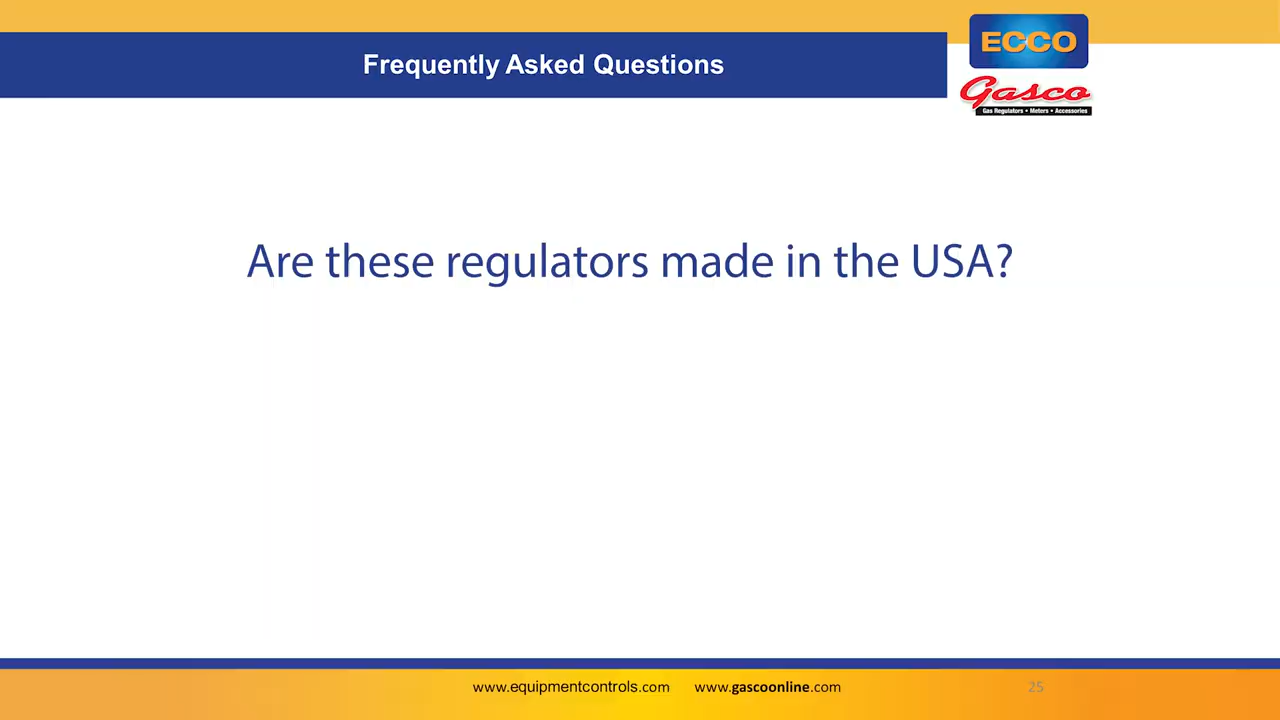 Frequently Asked Questions
ECCO
Gasco
Gas Regulators • Meters • Accessories
Are these regulators made in the USA?
www.equipmentcontrols.com www.gascoonline.com
25